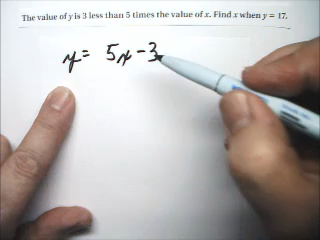 The value of y is 3 less than 5 times the value of x. Find x when y = 17.
y = 5x - 3